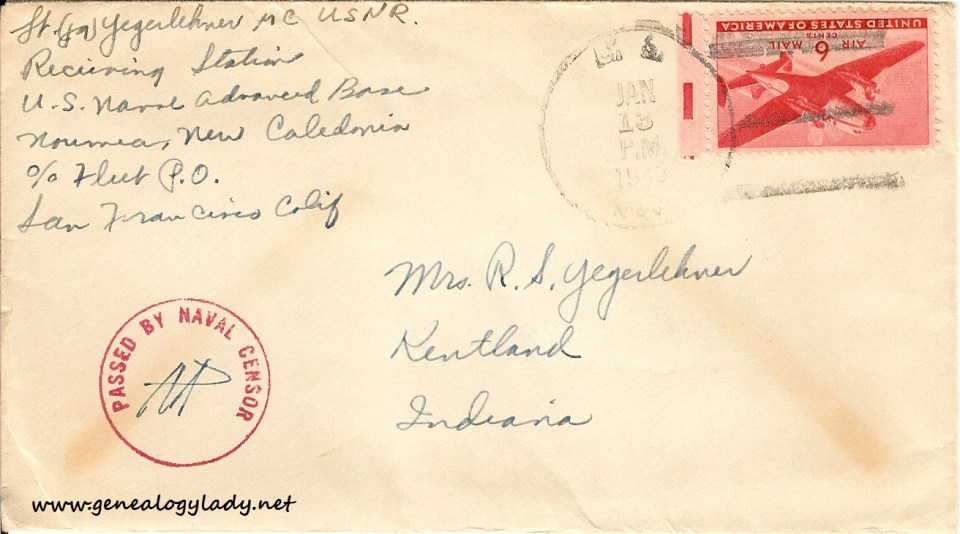 Lt. (jg) Yegerlehner MC USNR.
Receiving Station
U.S. Naval Advanced Base
Noumea, New Caledonia
c/o Fleet P.O.
San Francisco Calif
JAN
13
P.M.
UNITED STATES OF AMERICA
6 CENTS
AIR MAIL
Mrs. R. S. Yegerlehner
Kentland
Indiana
PASSED BY NAVAL CENSOR
www.genealogylady.net